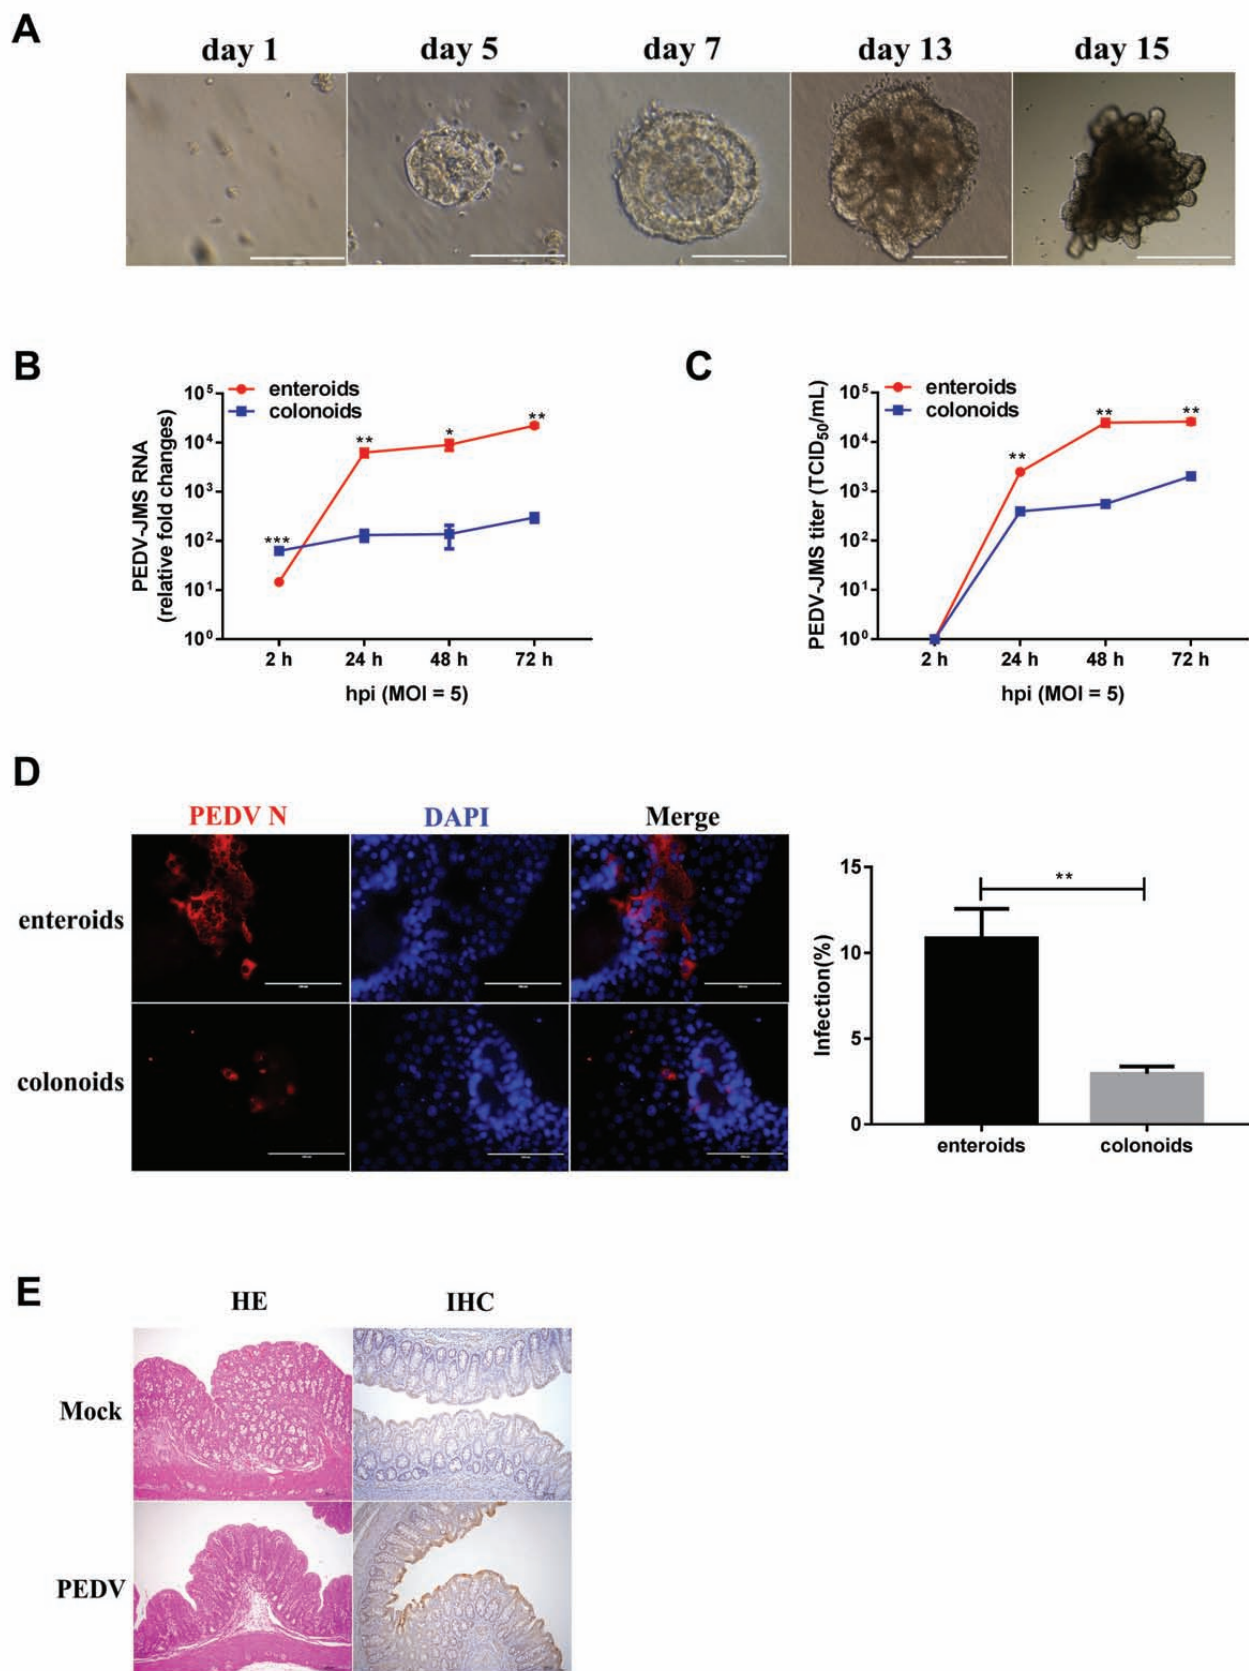 A
day 1 day 5 day 7 day 13 day 15
B
enteroids
colonoids
PEDV-JMS RNA
(relative fold changes)
10⁵
10⁴
10³
10²
10¹
10⁰
***
**
*
**
2 h 24 h 48 h 72 h
hpi (MOI = 5)
C
enteroids
colonoids
PEDV-JMS titer (TCID₅₀/mL)
10⁵
10⁴
10³
10²
10¹
10⁰
**
**
**
2 h 24 h 48 h 72 h
hpi (MOI = 5)
D
PEDV N DAPI Merge
enteroids
colonoids
Infection(%)
15
10
5
0
**
enteroids colonoids
E
HE IHC
Mock
PEDV